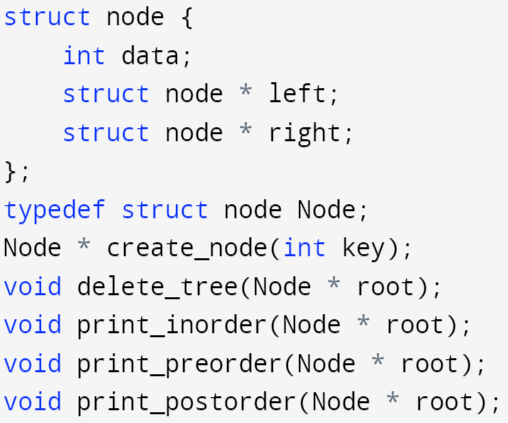 struct node {
    int data;
    struct node * left;
    struct node * right;
};
typedef struct node Node;
Node * create_node(int key);
void delete_tree(Node * root);
void print_inorder(Node * root);
void print_preorder(Node * root);
void print_postorder(Node * root);